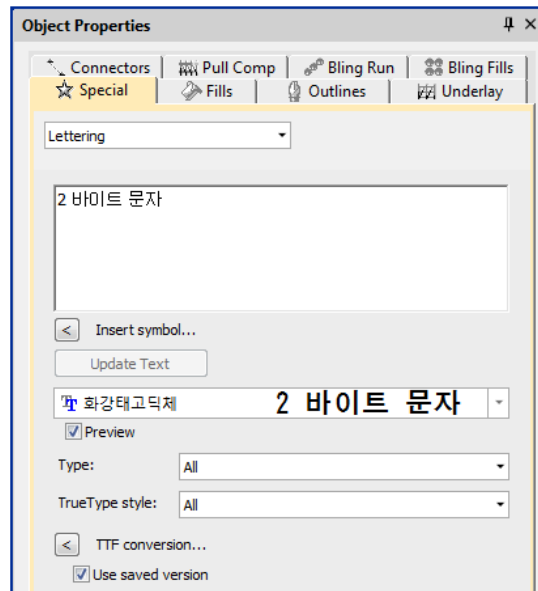 Object Properties
Connectors Pull Comp Bling Run Bling Fills
Special Fills Outlines Underlay
Lettering
2 바이트 문자
< Insert symbol...
Update Text
화강태고딕체 2 바이트 문자
Preview
Type: All
TrueType style: All
< TTF conversion...
Use saved version